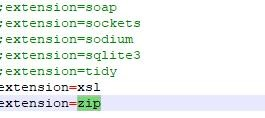 ;extension=soap
;extension=sockets
;extension=sodium
;extension=sqlite3
;extension=tidy
extension=xsl
extension=zip